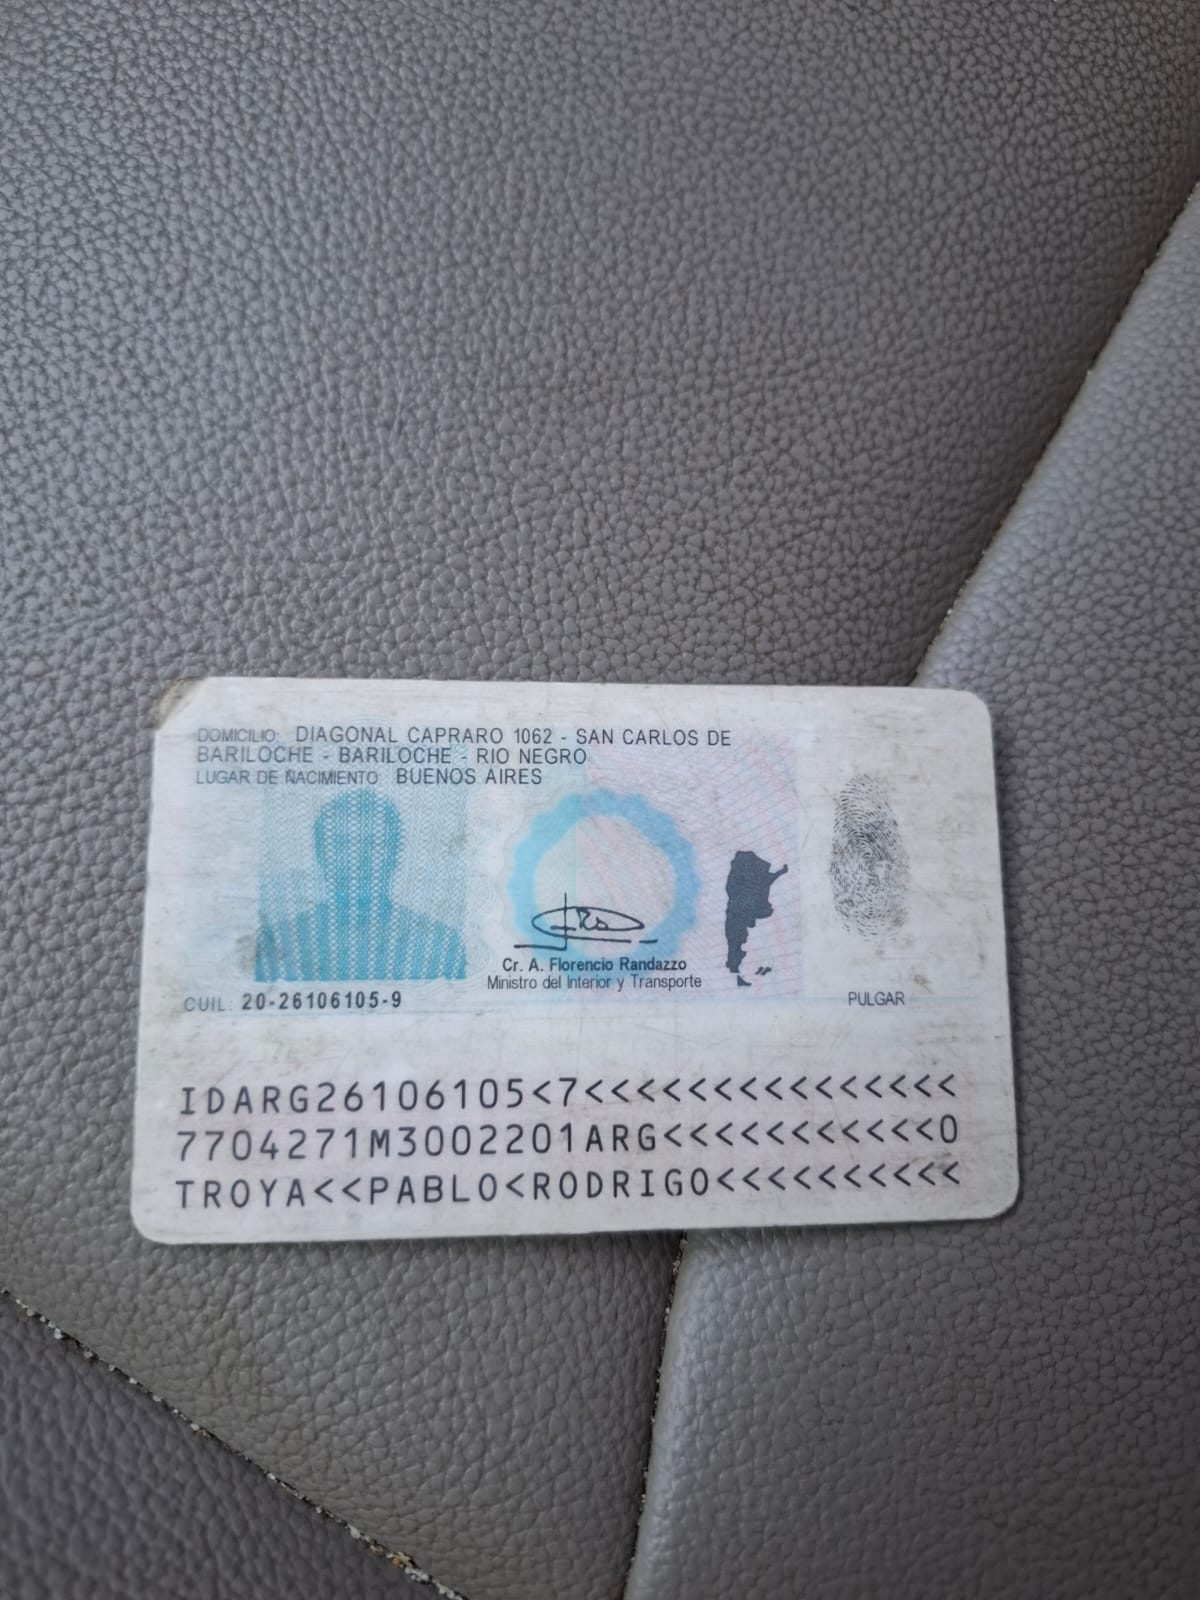 DOMICILIO: DIAGONAL CAPRARO 1062 - SAN CARLOS DE
BARILOCHE - BARILOCHE - RIO NEGRO
LUGAR DE NACIMIENTO: BUENOS AIRES
Cr. A. Florencio Randazzo
Ministro del Interior y Transporte
CUIL: 20-26106105-9
PULGAR
IDARG26106105<7<<<<<<<<<<<<<<<
7704271M3002201ARG<<<<<<<<<<<0
TROYA<<PABLO<RODRIGO<<<<<<<<<<